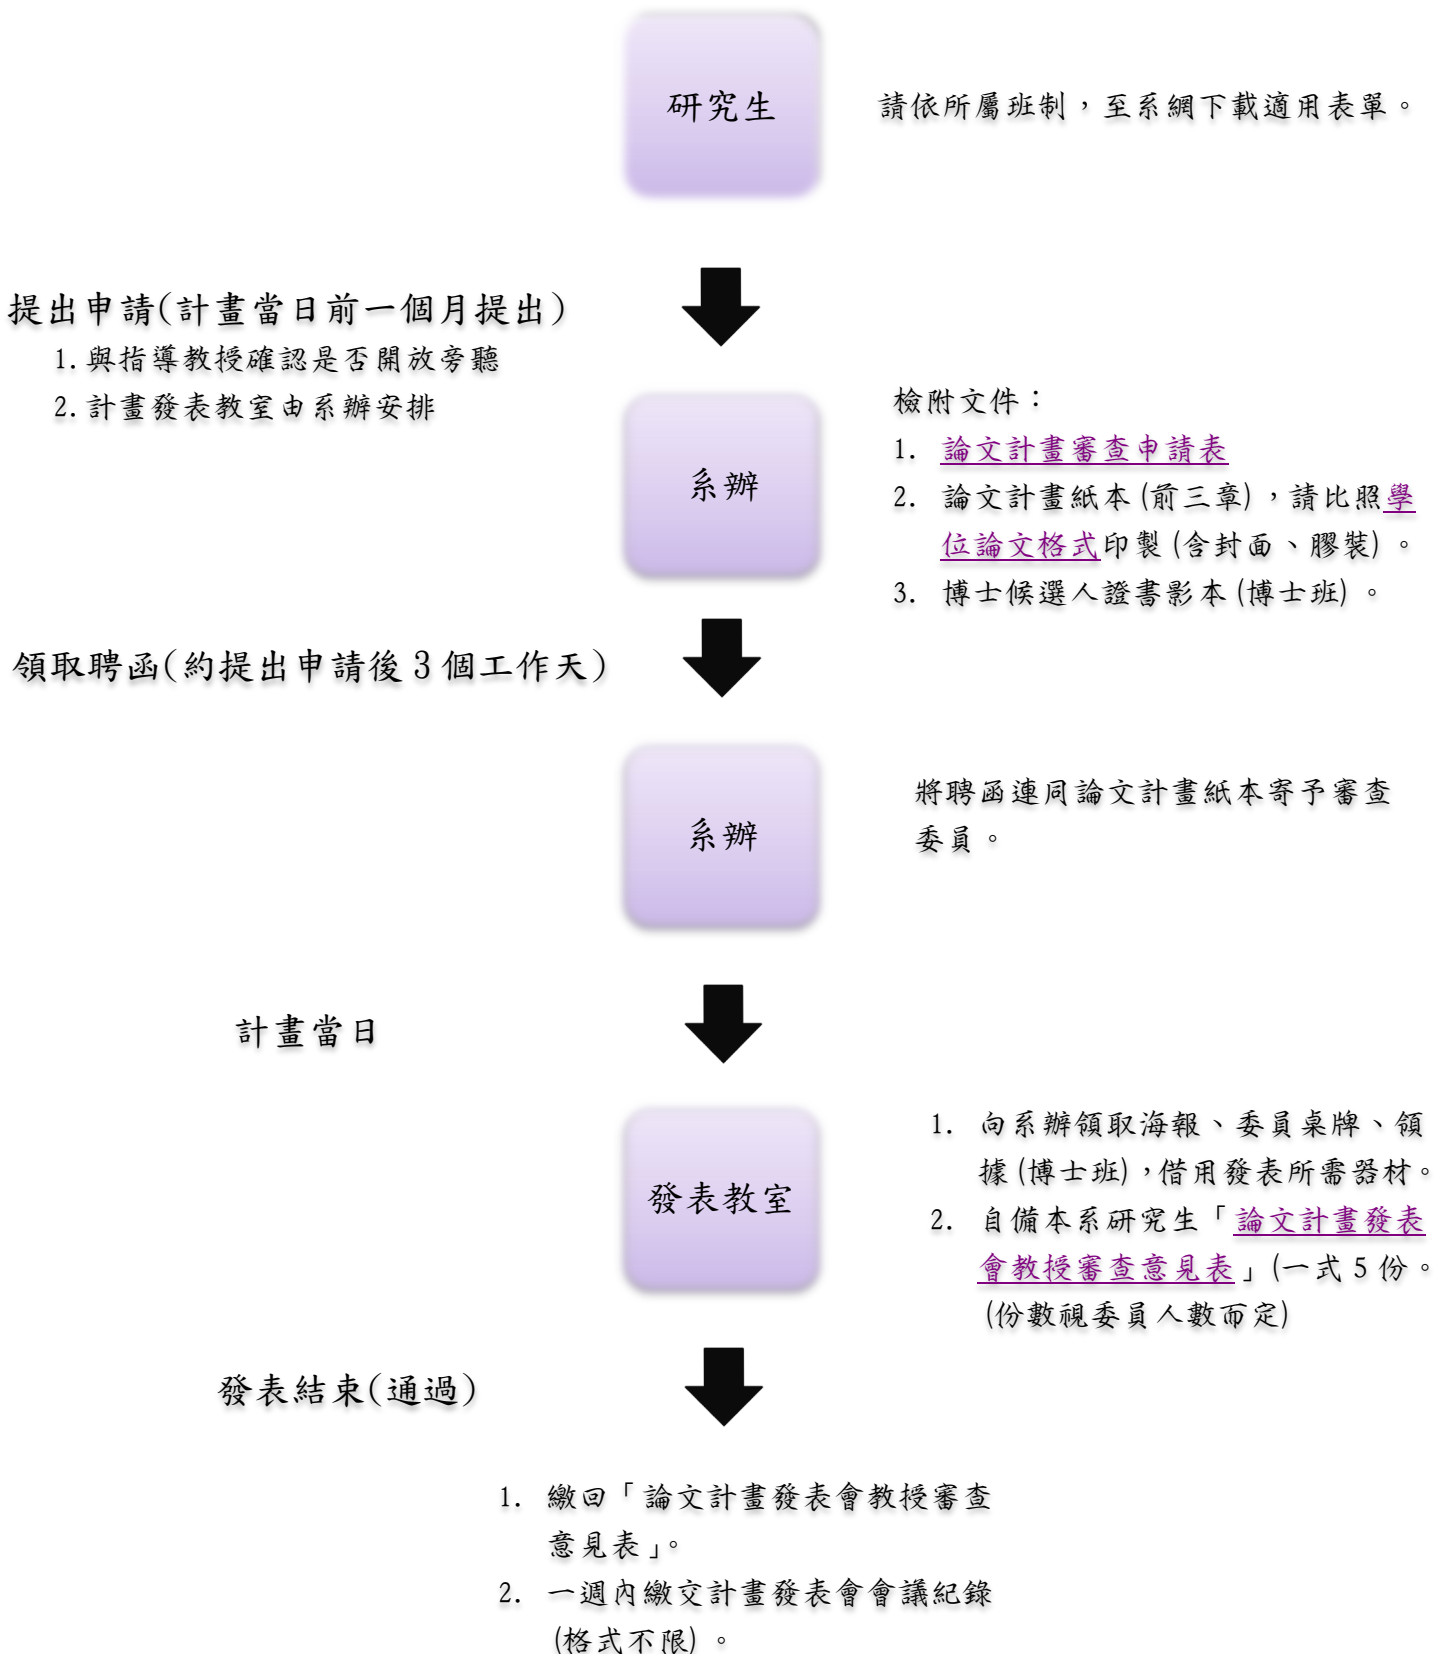 研究生
請依所屬班制，至系網下載適用表單。
提出申請(計畫當日前一個月提出)
1.與指導教授確認是否開放旁聽
2.計畫發表教室由系辦安排
系辦
檢附文件：
1. 論文計畫審查申請表
2. 論文計畫紙本(前三章)，請比照學
位論文格式印製(含封面、膠裝)。
3. 博士候選人證書影本(博士班)。
領取聘函(約提出申請後3個工作天)
系辦
將聘函連同論文計畫紙本寄予審查
委員。
計畫當日
發表教室
1. 向系辦領取海報、委員桌牌、領
據(博士班)，借用發表所需器材。
2. 自備本系研究生「論文計畫發表
會教授審查意見表」(一式5份。
(份數視委員人數而定)
發表結束(通過)
1. 繳回「論文計畫發表會教授審查
意見表」。
2. 一週內繳交計畫發表會會議紀錄
(格式不限)。